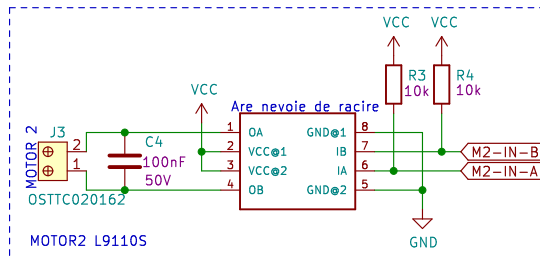 VCC
VCC
R3
10k
R4
10k
VCC
Are nevoie de racire
MOTOR 2
J3
2
1
OSTTC020162
C4
100nF
50V
1
OA
GND@1
8
2
VCC@1
IB
7
M2-IN-B
3
VCC@2
IA
6
M2-IN-A
4
OB
GND@2
5
GND
MOTOR2 L9110S